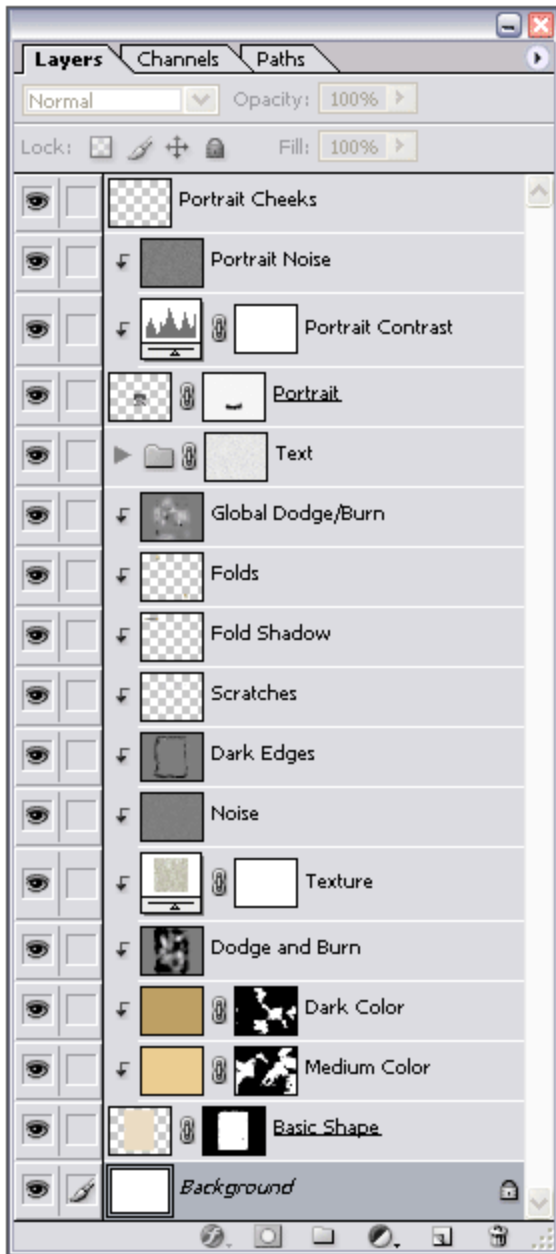 Layers Channels Paths
Normal Opacity: 100%
Lock: Fill: 100%
Portrait Cheeks
Portrait Noise
Portrait Contrast
Portrait
Text
Global Dodge/Burn
Folds
Fold Shadow
Scratches
Dark Edges
Noise
Texture
Dodge and Burn
Dark Color
Medium Color
Basic Shape
Background